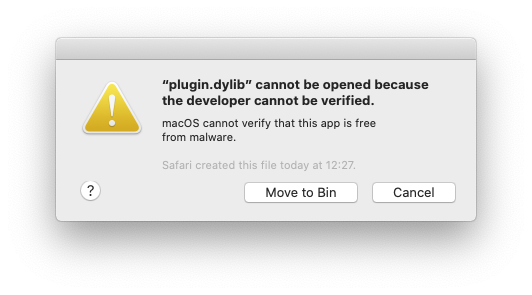 “plugin.dylib” cannot be opened because
the developer cannot be verified.
macOS cannot verify that this app is free
from malware.
Safari created this file today at 12:27.
?
Move to Bin
Cancel